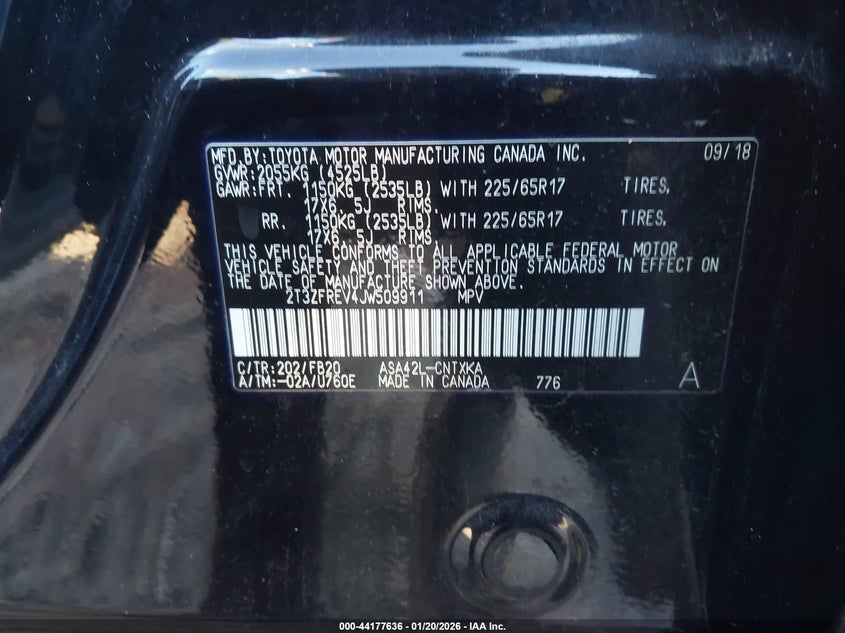 MFD.BY:TOYOTA MOTOR MANUFACTURING CANADA INC. 09/18
GVWR:2055KG (4525LB)
GAWR:FRT. 1150KG (2535LB) WITH 225/65R17 TIRES,
17X6.5J RIMS
RR. 1150KG (2535LB) WITH 225/65R17 TIRES,
17X6.5J RIMS
THIS VEHICLE CONFORMS TO ALL APPLICABLE FEDERAL MOTOR
VEHICLE SAFETY AND THEFT PREVENTION STANDARDS IN EFFECT ON
THE DATE OF MANUFACTURE SHOWN ABOVE.
2T3ZFREV4JW509911 MPV
C/TR:202/FB20 ASA42L-CNTXKA
A/TM:-02A/U760E MADE IN CANADA 776 A
000-44177636 - 01/20/2026 - IAA Inc.